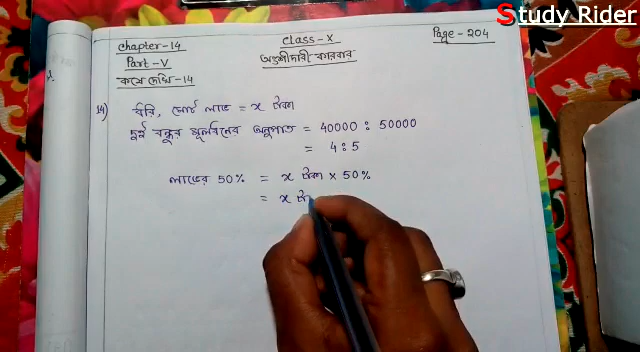 Study Rider
Chapter-14
Class-X
Page-204
Part-V
অংশীদারী কারবার
কষে দেখি-14
14) ধরি, মোট লাভ = x টাকা
দুই বন্ধুর মূলধনের অনুপাত = 40000 : 50000
= 4 : 5
লাভের 50% = x টাকা × 50%
= x টা